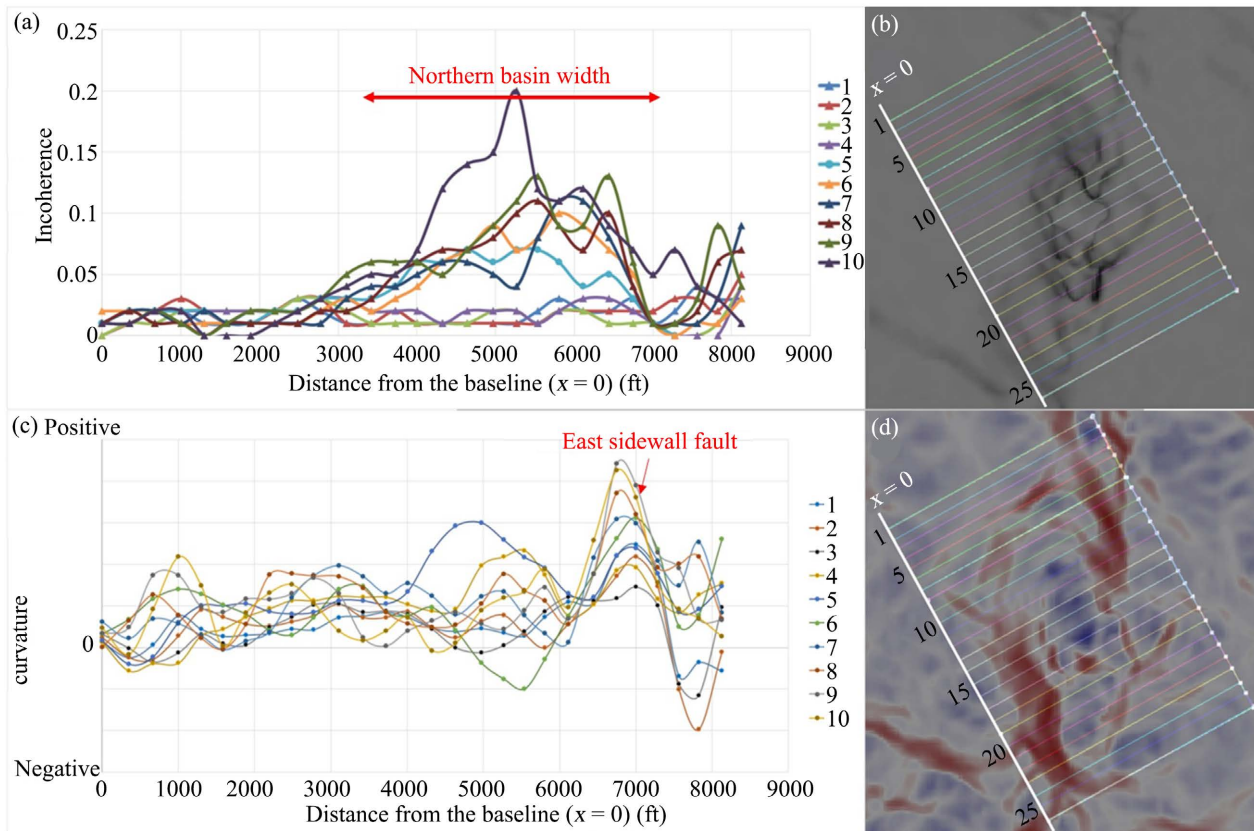 (a)
0.25
0.2
0.15
0.1
0.05
0
Incoherence
Northern basin width
0 1000 2000 3000 4000 5000 6000 7000 8000 9000
Distance from the baseline (x = 0) (ft)
1
2
3
4
5
6
7
8
9
10
(b)
x = 0
1
5
10
15
20
25
(c) Positive
East sidewall fault
0
curvature
Negative
0 1000 2000 3000 4000 5000 6000 7000 8000 9000
Distance from the baseline (x = 0) (ft)
1
2
3
4
5
6
7
8
9
10
(d)
x = 0
1
5
10
15
20
25